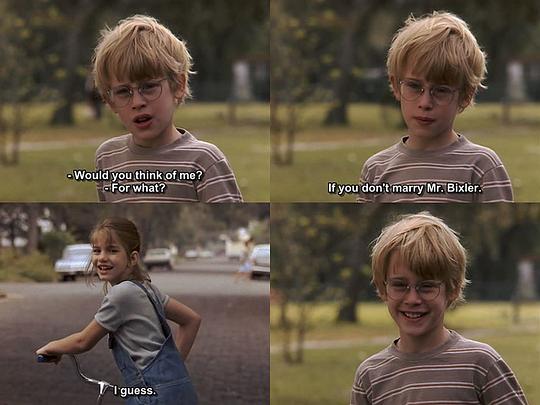 - Would you think of me?
- For what?
If you don't marry Mr. Bixler.
I guess.